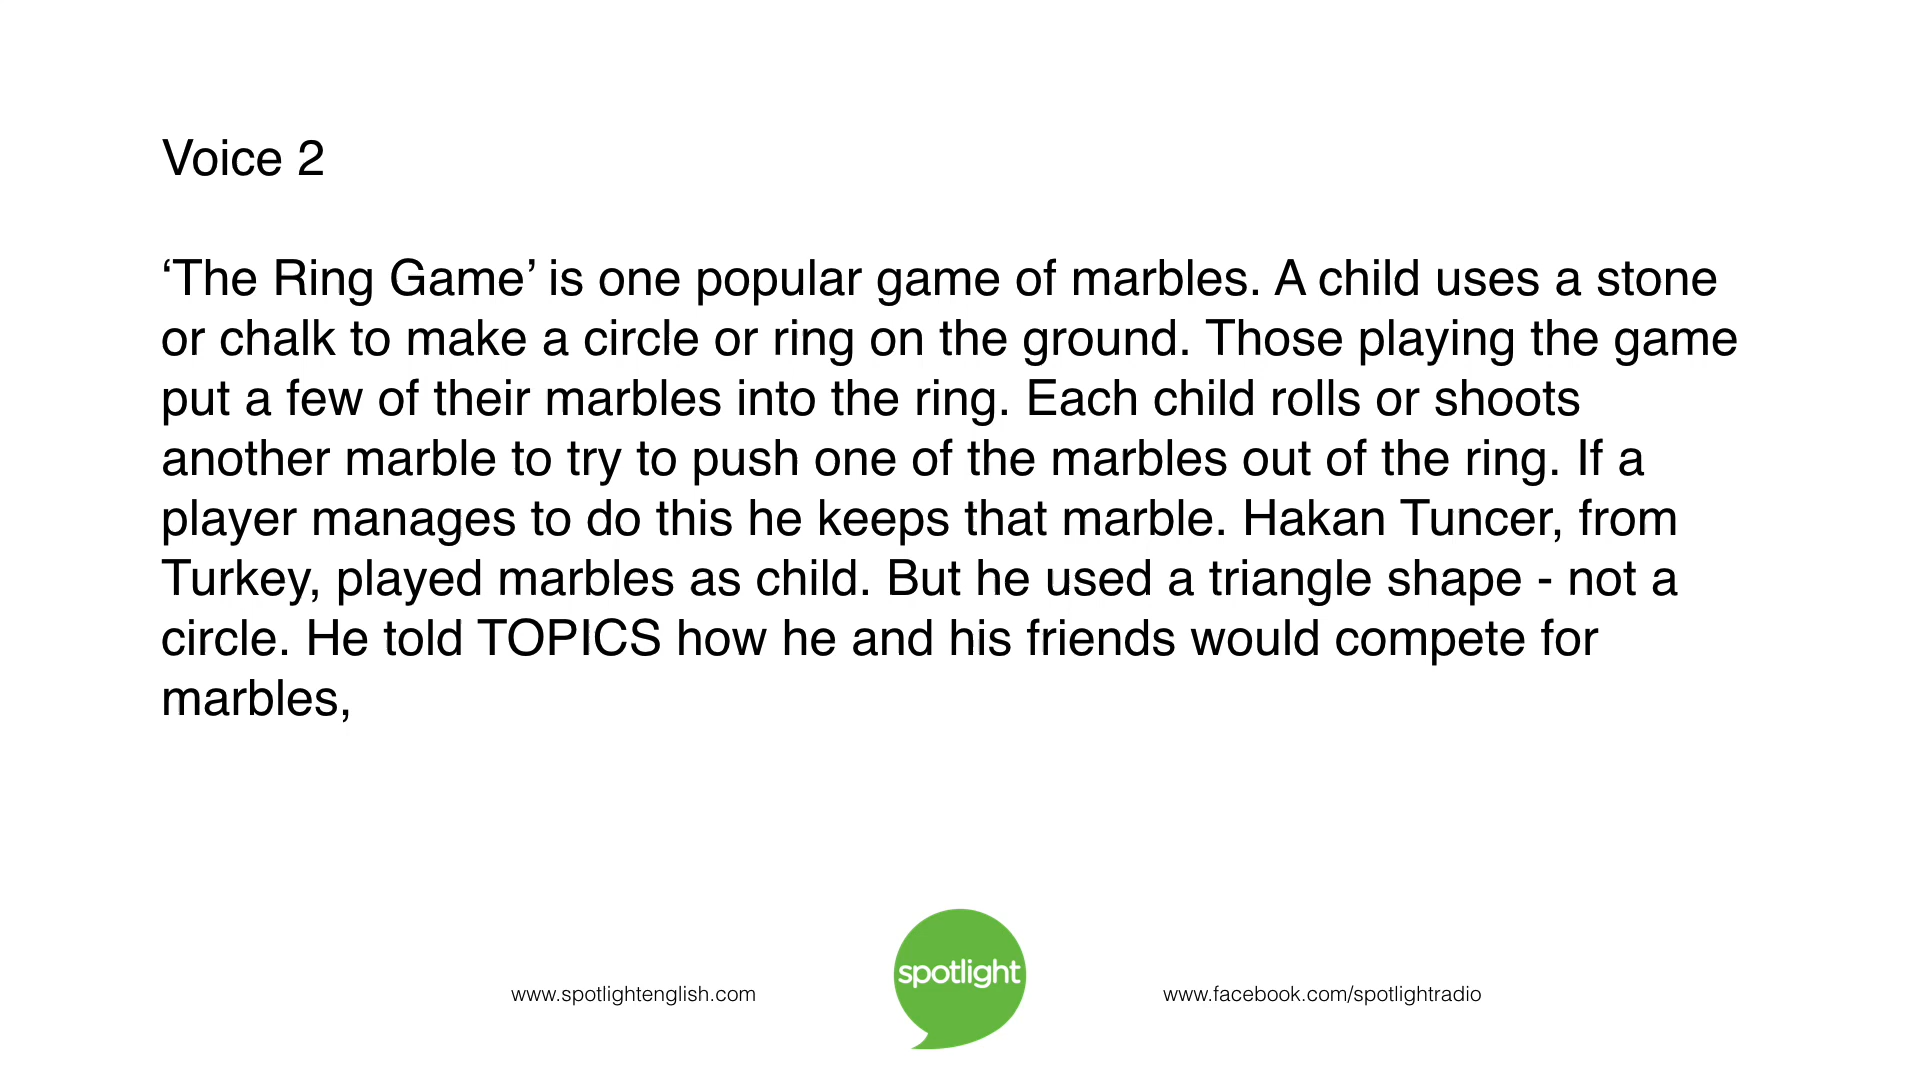 Voice 2
‘The Ring Game’ is one popular game of marbles. A child uses a stone
or chalk to make a circle or ring on the ground. Those playing the game
put a few of their marbles into the ring. Each child rolls or shoots
another marble to try to push one of the marbles out of the ring. If a
player manages to do this he keeps that marble. Hakan Tuncer, from
Turkey, played marbles as child. But he used a triangle shape - not a
circle. He told TOPICS how he and his friends would compete for
marbles,
spotlight
www.spotlightenglish.com
www.facebook.com/spotlightradio